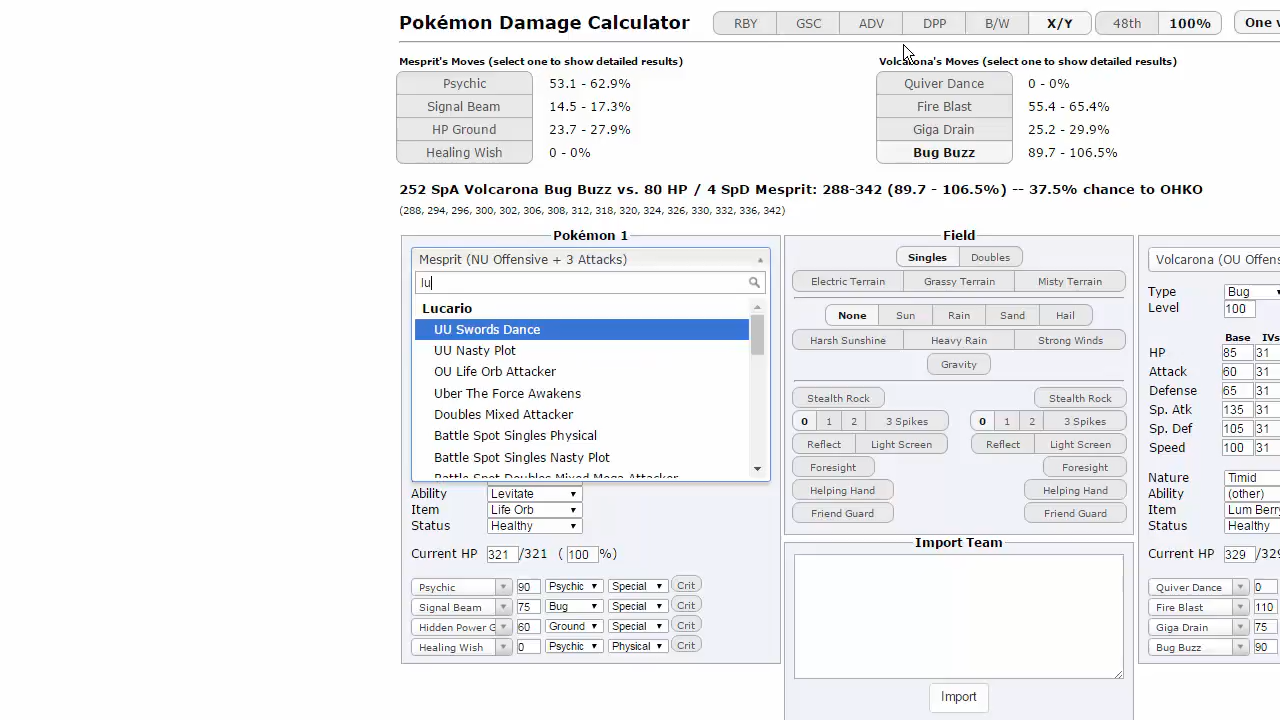 Pokémon Damage Calculator RBY GSC ADV DPP B/W X/Y 48th 100% One v
Mesprit's Moves (select one to show detailed results)
Psychic 53.1 - 62.9%
Signal Beam 14.5 - 17.3%
HP Ground 23.7 - 27.9%
Healing Wish 0 - 0%
Volcarona's Moves (select one to show detailed results)
Quiver Dance 0 - 0%
Fire Blast 55.4 - 65.4%
Giga Drain 25.2 - 29.9%
Bug Buzz 89.7 - 106.5%
252 SpA Volcarona Bug Buzz vs. 80 HP / 4 SpD Mesprit: 288-342 (89.7 - 106.5%) -- 37.5% chance to OHKO
(288, 294, 296, 300, 302, 306, 308, 312, 318, 320, 324, 326, 330, 332, 336, 342)
Pokémon 1
Mesprit (NU Offensive + 3 Attacks)
lu
Lucario
UU Swords Dance
UU Nasty Plot
OU Life Orb Attacker
Uber The Force Awakens
Doubles Mixed Attacker
Battle Spot Singles Physical
Battle Spot Singles Nasty Plot
Battle Spot Doubles Mixed Mega Attacker
Ability Levitate
Item Life Orb
Status Healthy
Current HP 321 /321 ( 100 %)
Psychic 90 Psychic Special Crit
Signal Beam 75 Bug Special Crit
Hidden Power G 60 Ground Special Crit
Healing Wish 0 Psychic Physical Crit
Field
Singles Doubles
Electric Terrain Grassy Terrain Misty Terrain
None Sun Rain Sand Hail
Harsh Sunshine Heavy Rain Strong Winds
Gravity
Stealth Rock Stealth Rock
0 1 2 3 Spikes 0 1 2 3 Spikes
Reflect Light Screen Reflect Light Screen
Foresight Foresight
Helping Hand Helping Hand
Friend Guard Friend Guard
Import Team
Import
Volcarona (OU Offens
Type Bug
Level 100
Base IVs
HP 85 31
Attack 60 31
Defense 65 31
Sp. Atk 135 31
Sp. Def 105 31
Speed 100 31
Nature Timid
Ability (other)
Item Lum Berry
Status Healthy
Current HP 329 /329
Quiver Dance 0
Fire Blast 110
Giga Drain 75
Bug Buzz 90